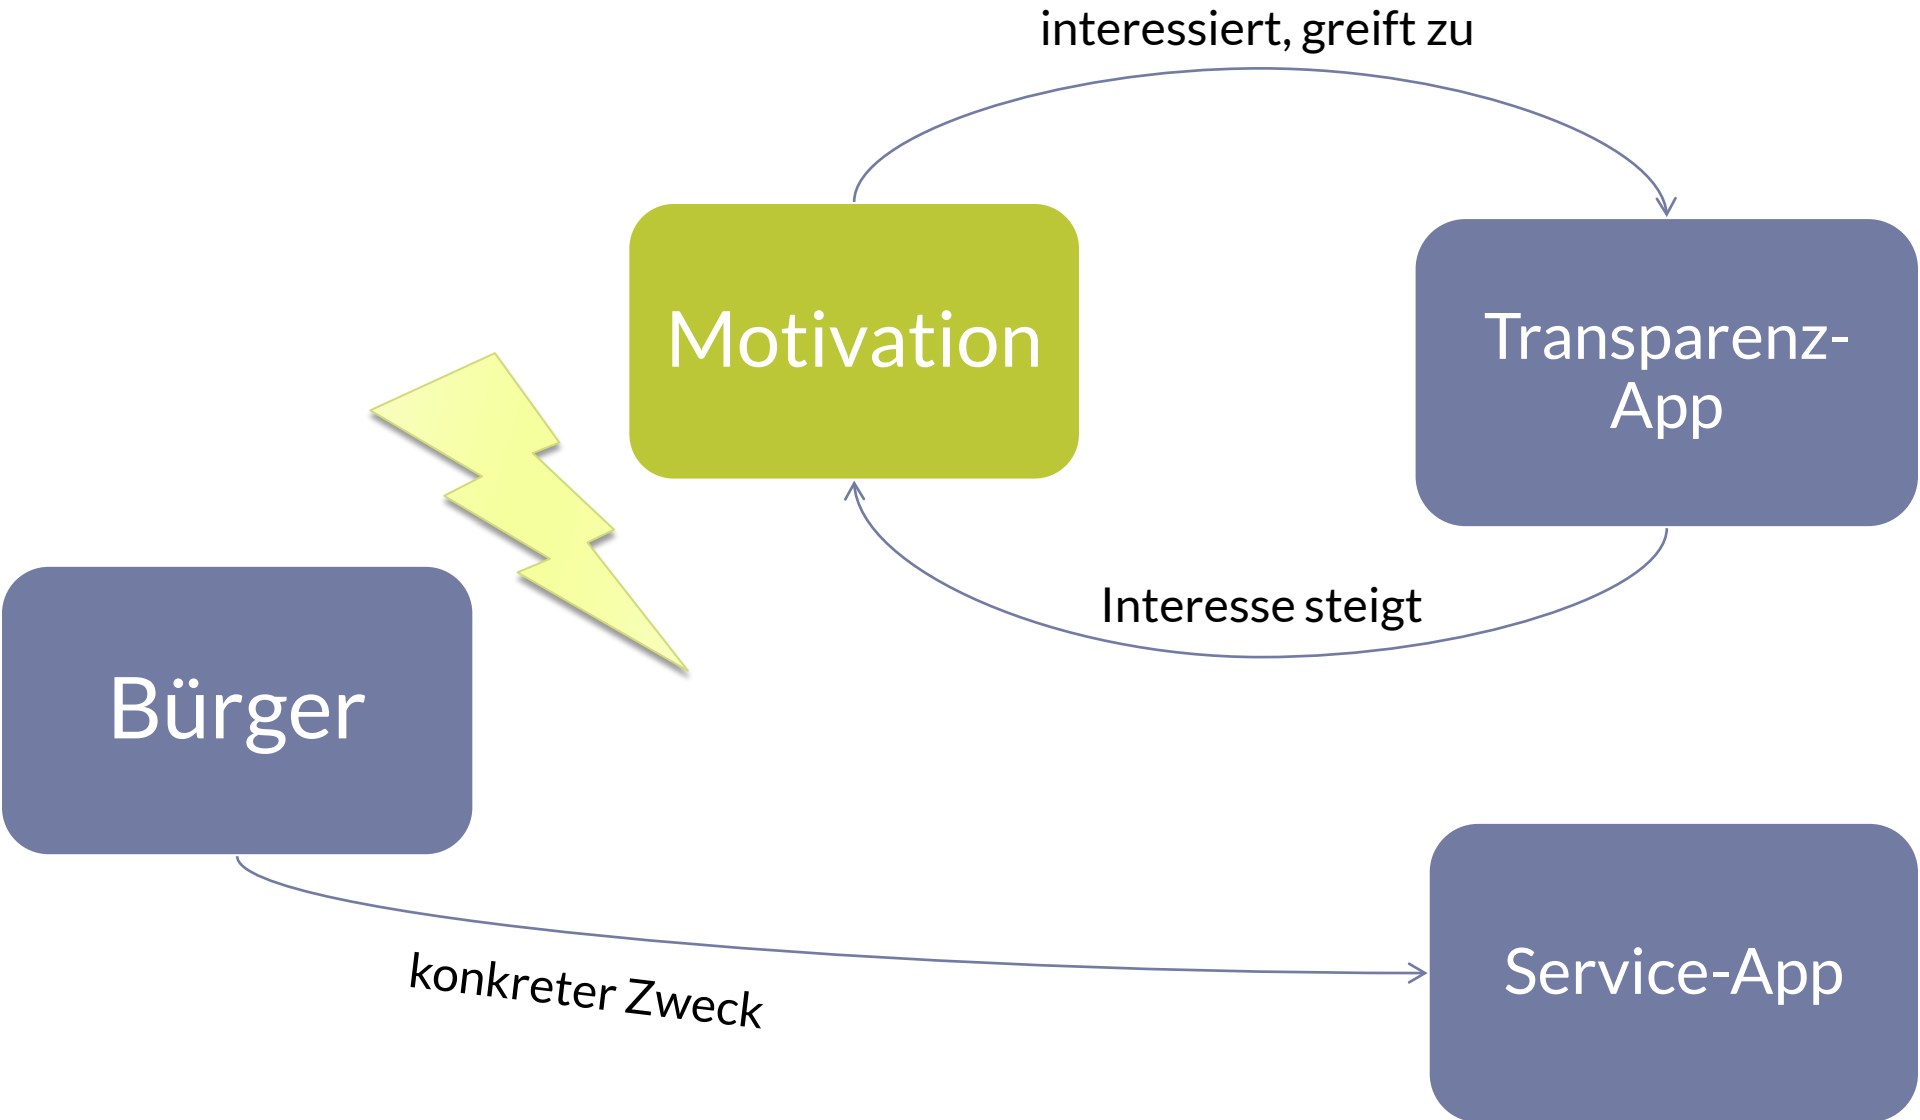 interessiert, greift zu
Motivation
Transparenz-
App
Interesse steigt
Bürger
konkreter Zweck
Service-App